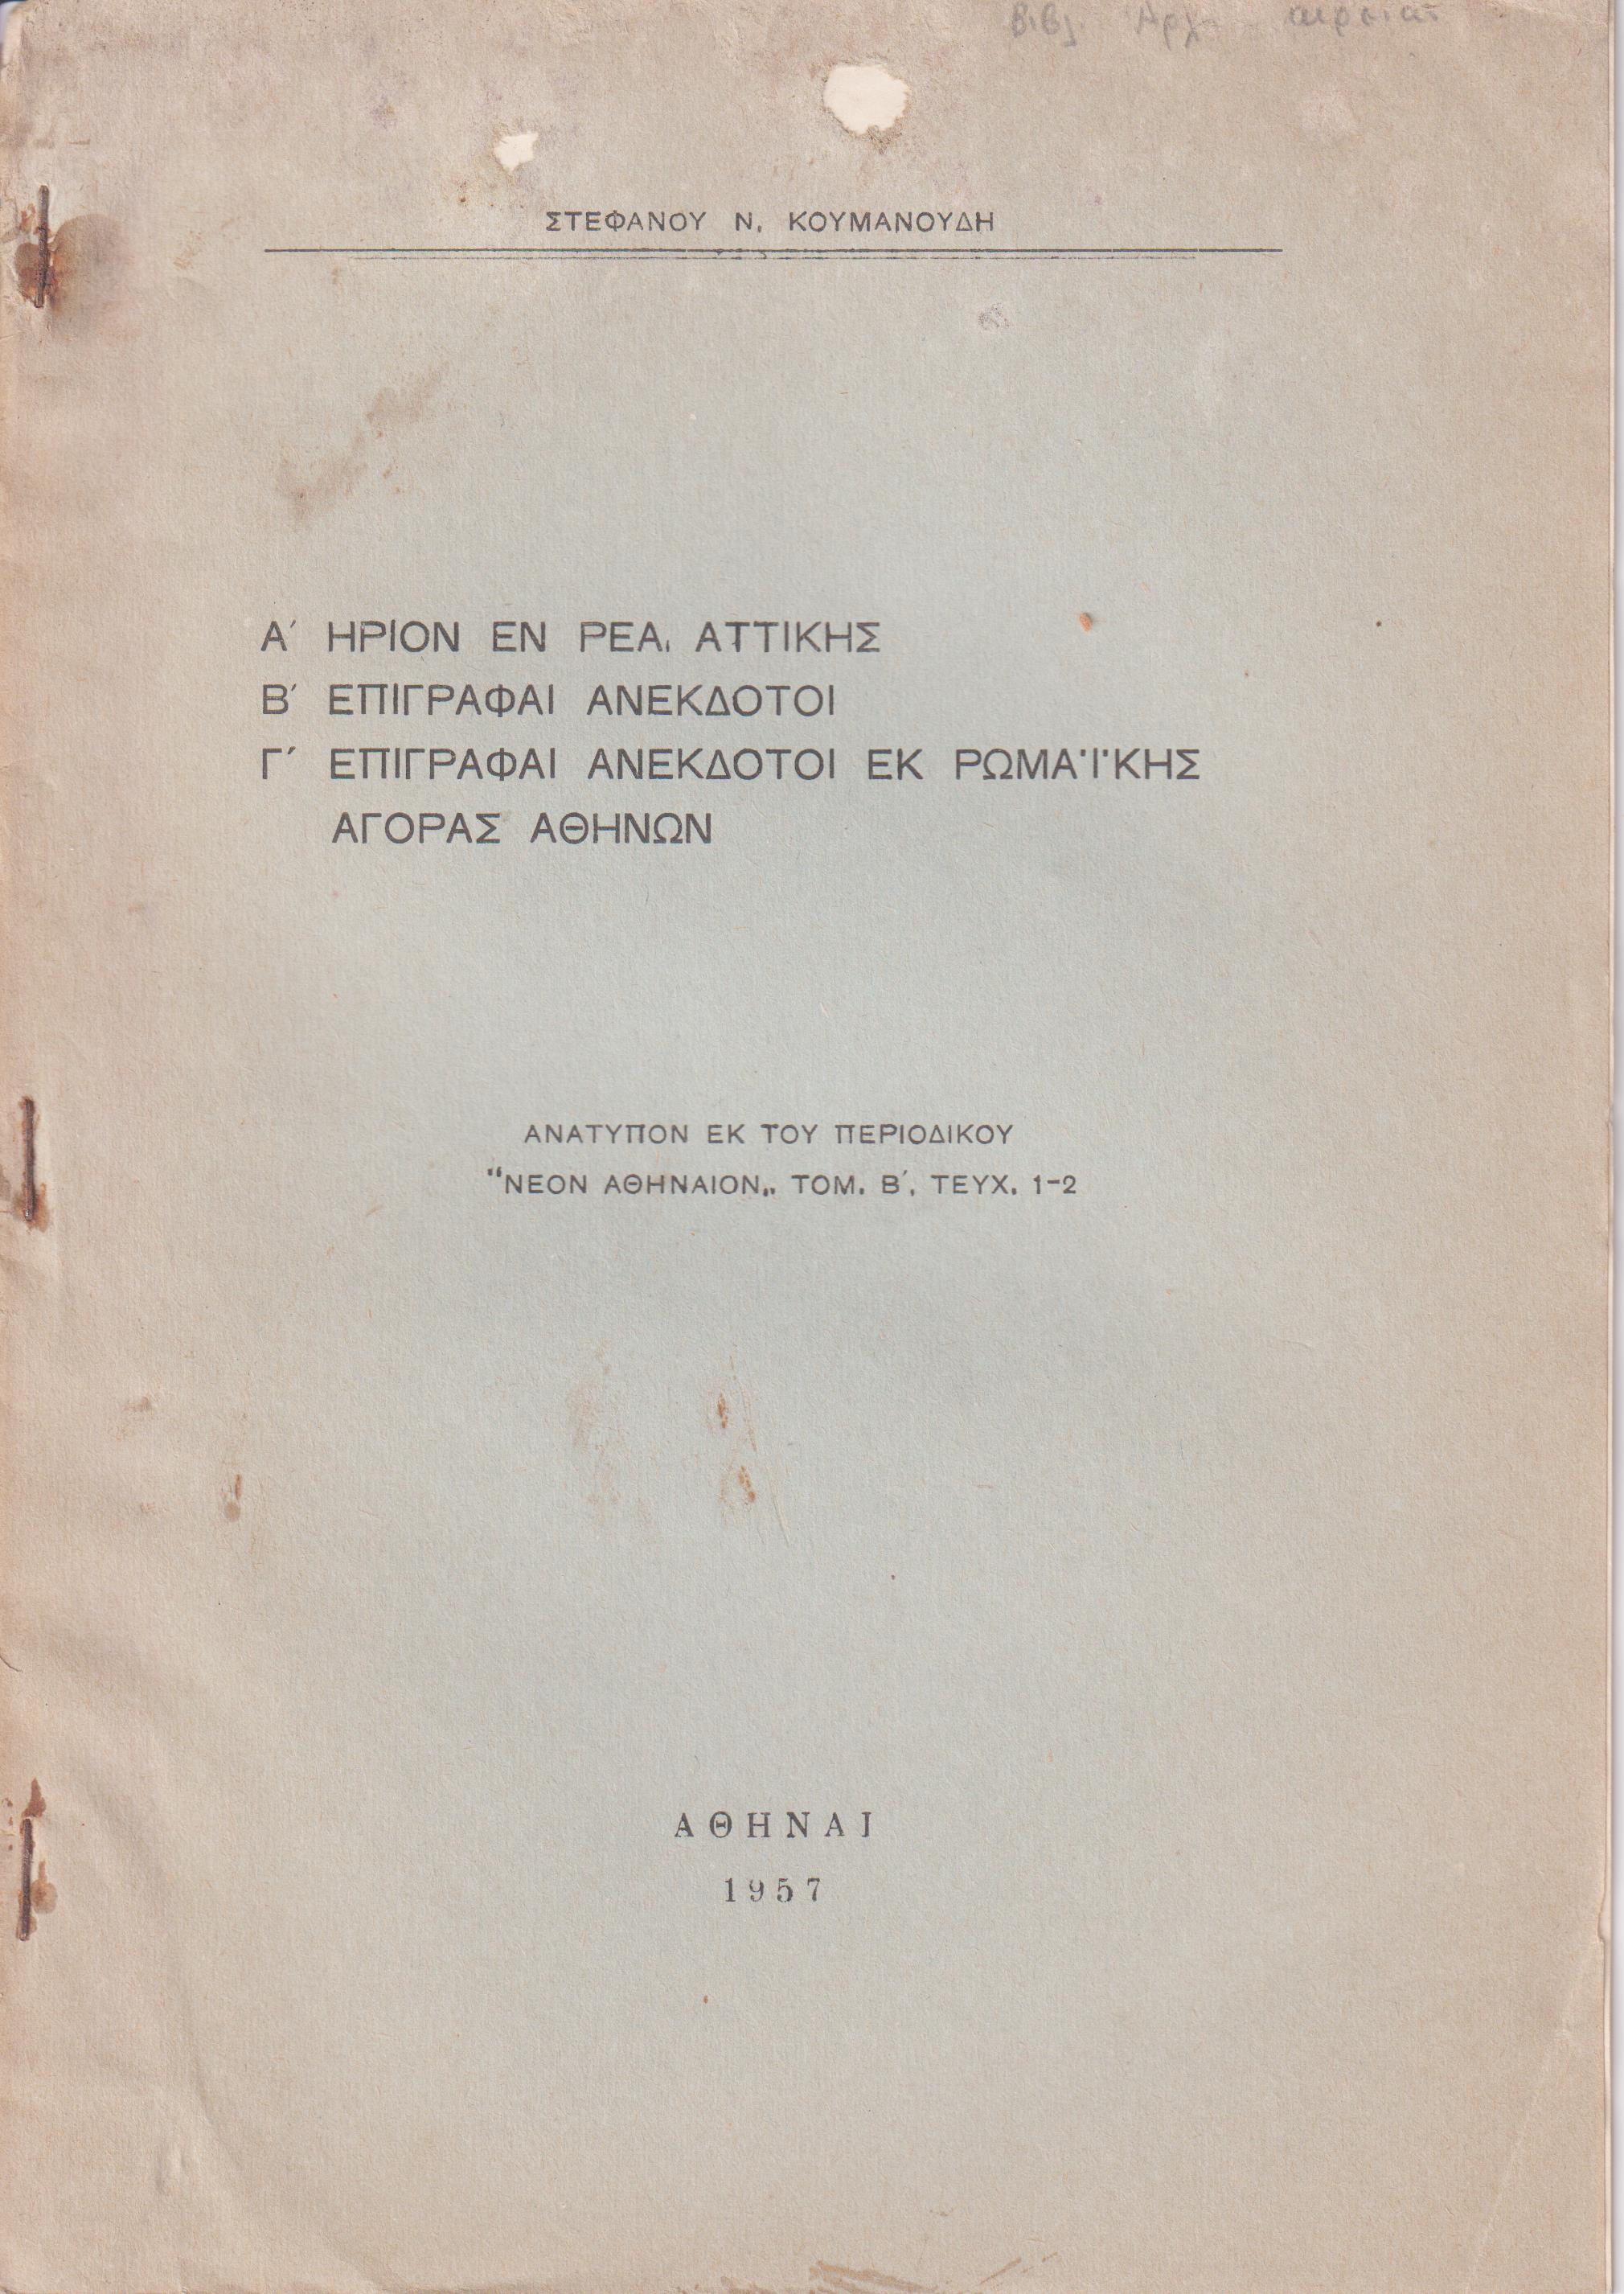 ΣΤΕΦΑΝΟΥ Ν. ΚΟΥΜΑΝΟΥΔΗ
Α΄ ΗΡΙΟΝ ΕΝ ΡΕΑ, ΑΤΤΙΚΗΣ
Β΄ ΕΠΙΓΡΑΦΑΙ ΑΝΕΚΔΟΤΟΙ
Γ΄ ΕΠΙΓΡΑΦΑΙ ΑΝΕΚΔΟΤΟΙ ΕΚ ΡΩΜΑΪΚΗΣ
ΑΓΟΡΑΣ ΑΘΗΝΩΝ
ΑΝΑΤΥΠΟΝ ΕΚ ΤΟΥ ΠΕΡΙΟΔΙΚΟΥ
“ΝΕΟΝ ΑΘΗΝΑΙΟΝ„. ΤΟΜ. Β΄. ΤΕΥΧ. 1-2
ΑΘΗΝΑΙ
1957